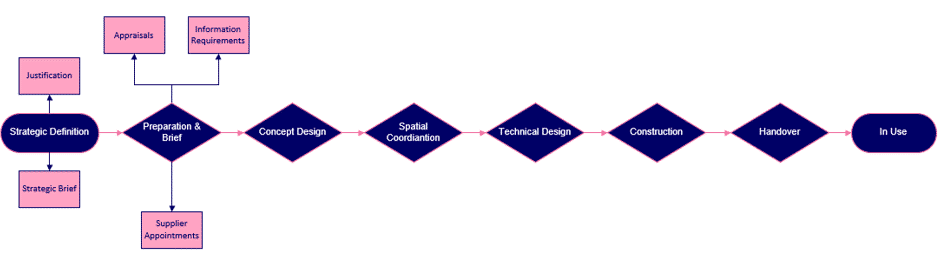 Appraisals
Information
Requirements
Justification
Strategic Definition
Preparation &
Brief
Concept Design
Spatial
Coordiantion
Technical Design
Construction
Handover
In Use
Strategic Brief
Supplier
Appointments